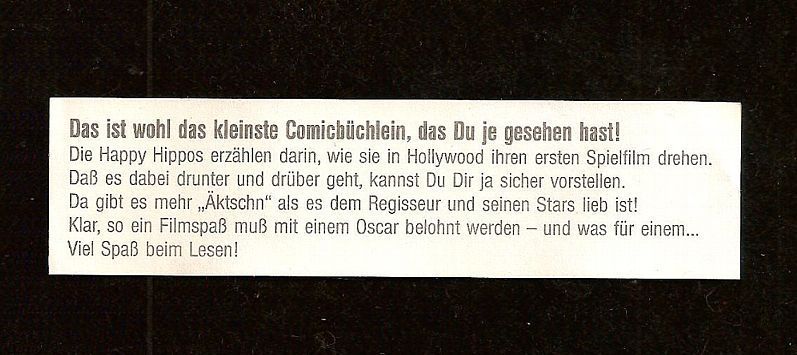 Das ist wohl das kleinste Comicbüchlein, das Du je gesehen hast!
Die Happy Hippos erzählen darin, wie sie in Hollywood ihren ersten Spielfilm drehen.
Daß es dabei drunter und drüber geht, kannst Du Dir ja sicher vorstellen.
Da gibt es mehr „Äktschn“ als es dem Regisseur und seinen Stars lieb ist!
Klar, so ein Filmspaß muß mit einem Oscar belohnt werden – und was für einem...
Viel Spaß beim Lesen!